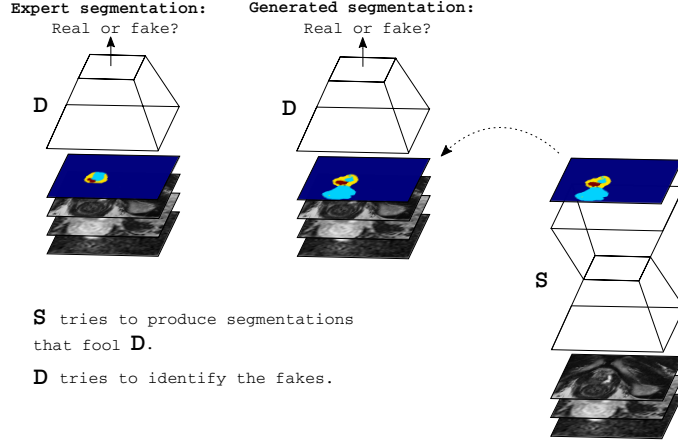 Expert segmentation:
Real or fake?
D
Generated segmentation:
Real or fake?
D
S
S tries to produce segmentations
that fool D.
D tries to identify the fakes.